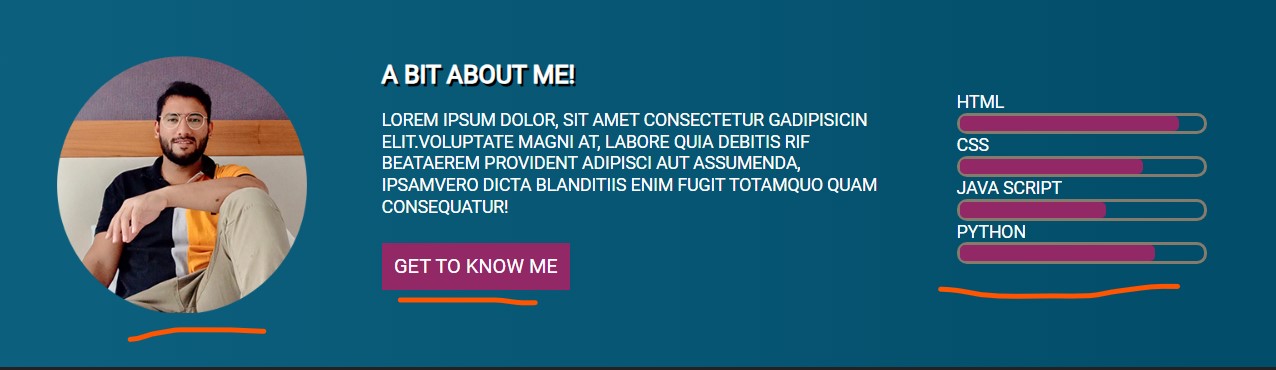 A BIT ABOUT ME!
LOREM IPSUM DOLOR, SIT AMET CONSECTETUR GADIPISICIN
ELIT.VOLUPTATE MAGNI AT, LABORE QUIA DEBITIS RIF
BEATAEREM PROVIDENT ADIPISCI AUT ASSUMENDA,
IPSAMVERO DICTA BLANDITIIS ENIM FUGIT TOTAMQUO QUAM
CONSEQUATUR!
GET TO KNOW ME
HTML
CSS
JAVA SCRIPT
PYTHON